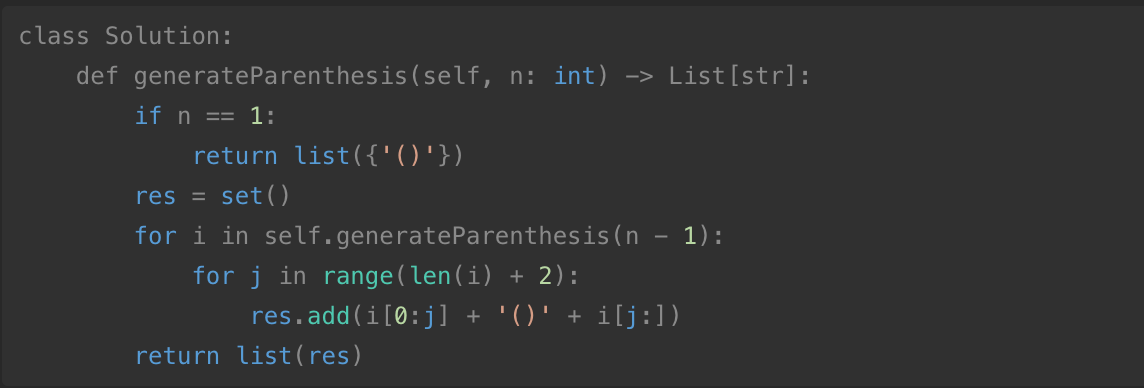 class Solution:
    def generateParenthesis(self, n: int) -> List[str]:
        if n == 1:
            return list({'()'})
        res = set()
        for i in self.generateParenthesis(n - 1):
            for j in range(len(i) + 2):
                res.add(i[0:j] + '()' + i[j:])
        return list(res)